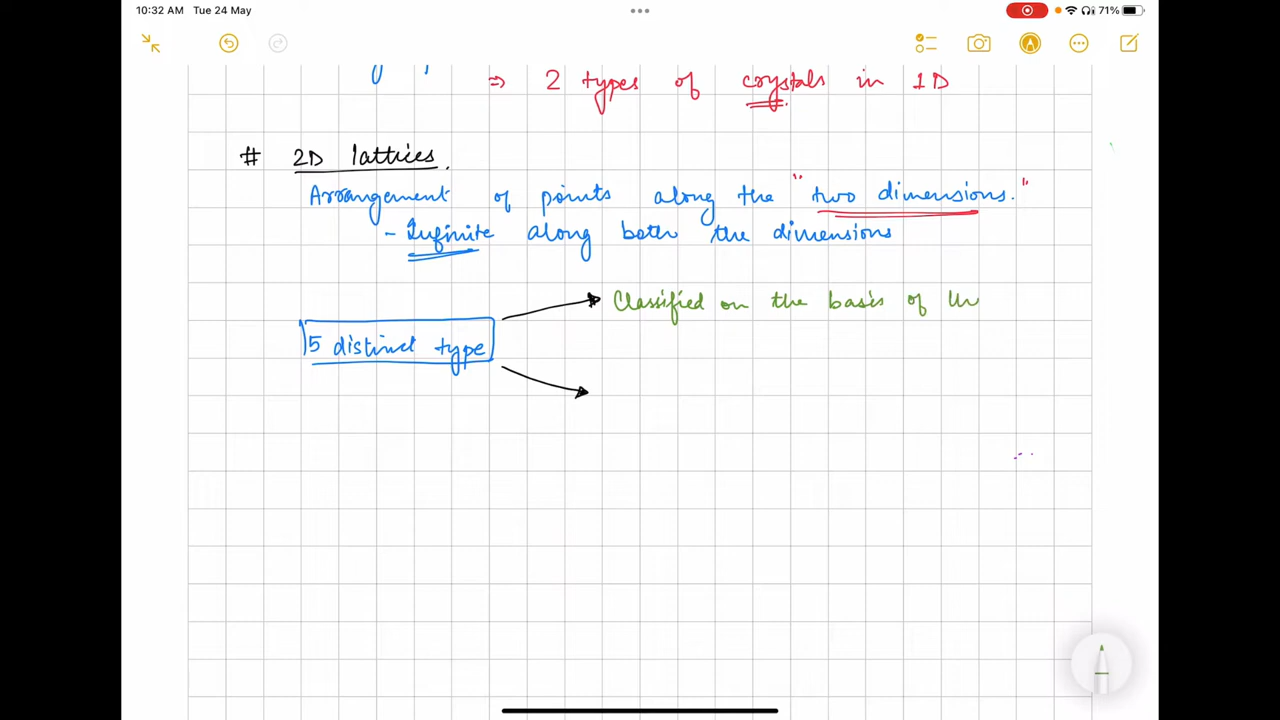 10:32 AM Tue 24 May
71%
⇒ 2 types of crystals in 1D
# 2D lattices.
Arrangement of points along the "two dimensions."
- Infinite along both the dimensions
Classified on the basis of
5 distinct type